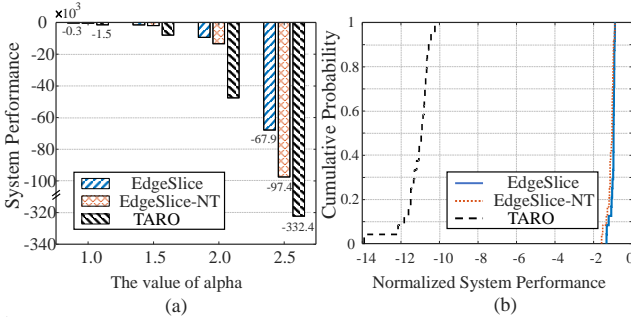 ×10³
System Performance
0
-20
-40
-60
-80
-100
-320
-340
-0.3
-1.5
-67.9
-97.4
-332.4
EdgeSlice
EdgeSlice-NT
TARO
1.0 1.5 2.0 2.5
The value of alpha
(a)
Cumulative Probability
1
0.8
0.6
0.4
0.2
0
EdgeSlice
EdgeSlice-NT
TARO
-14 -12 -10 -8 -6 -4 -2 0
Normalized System Performance
(b)